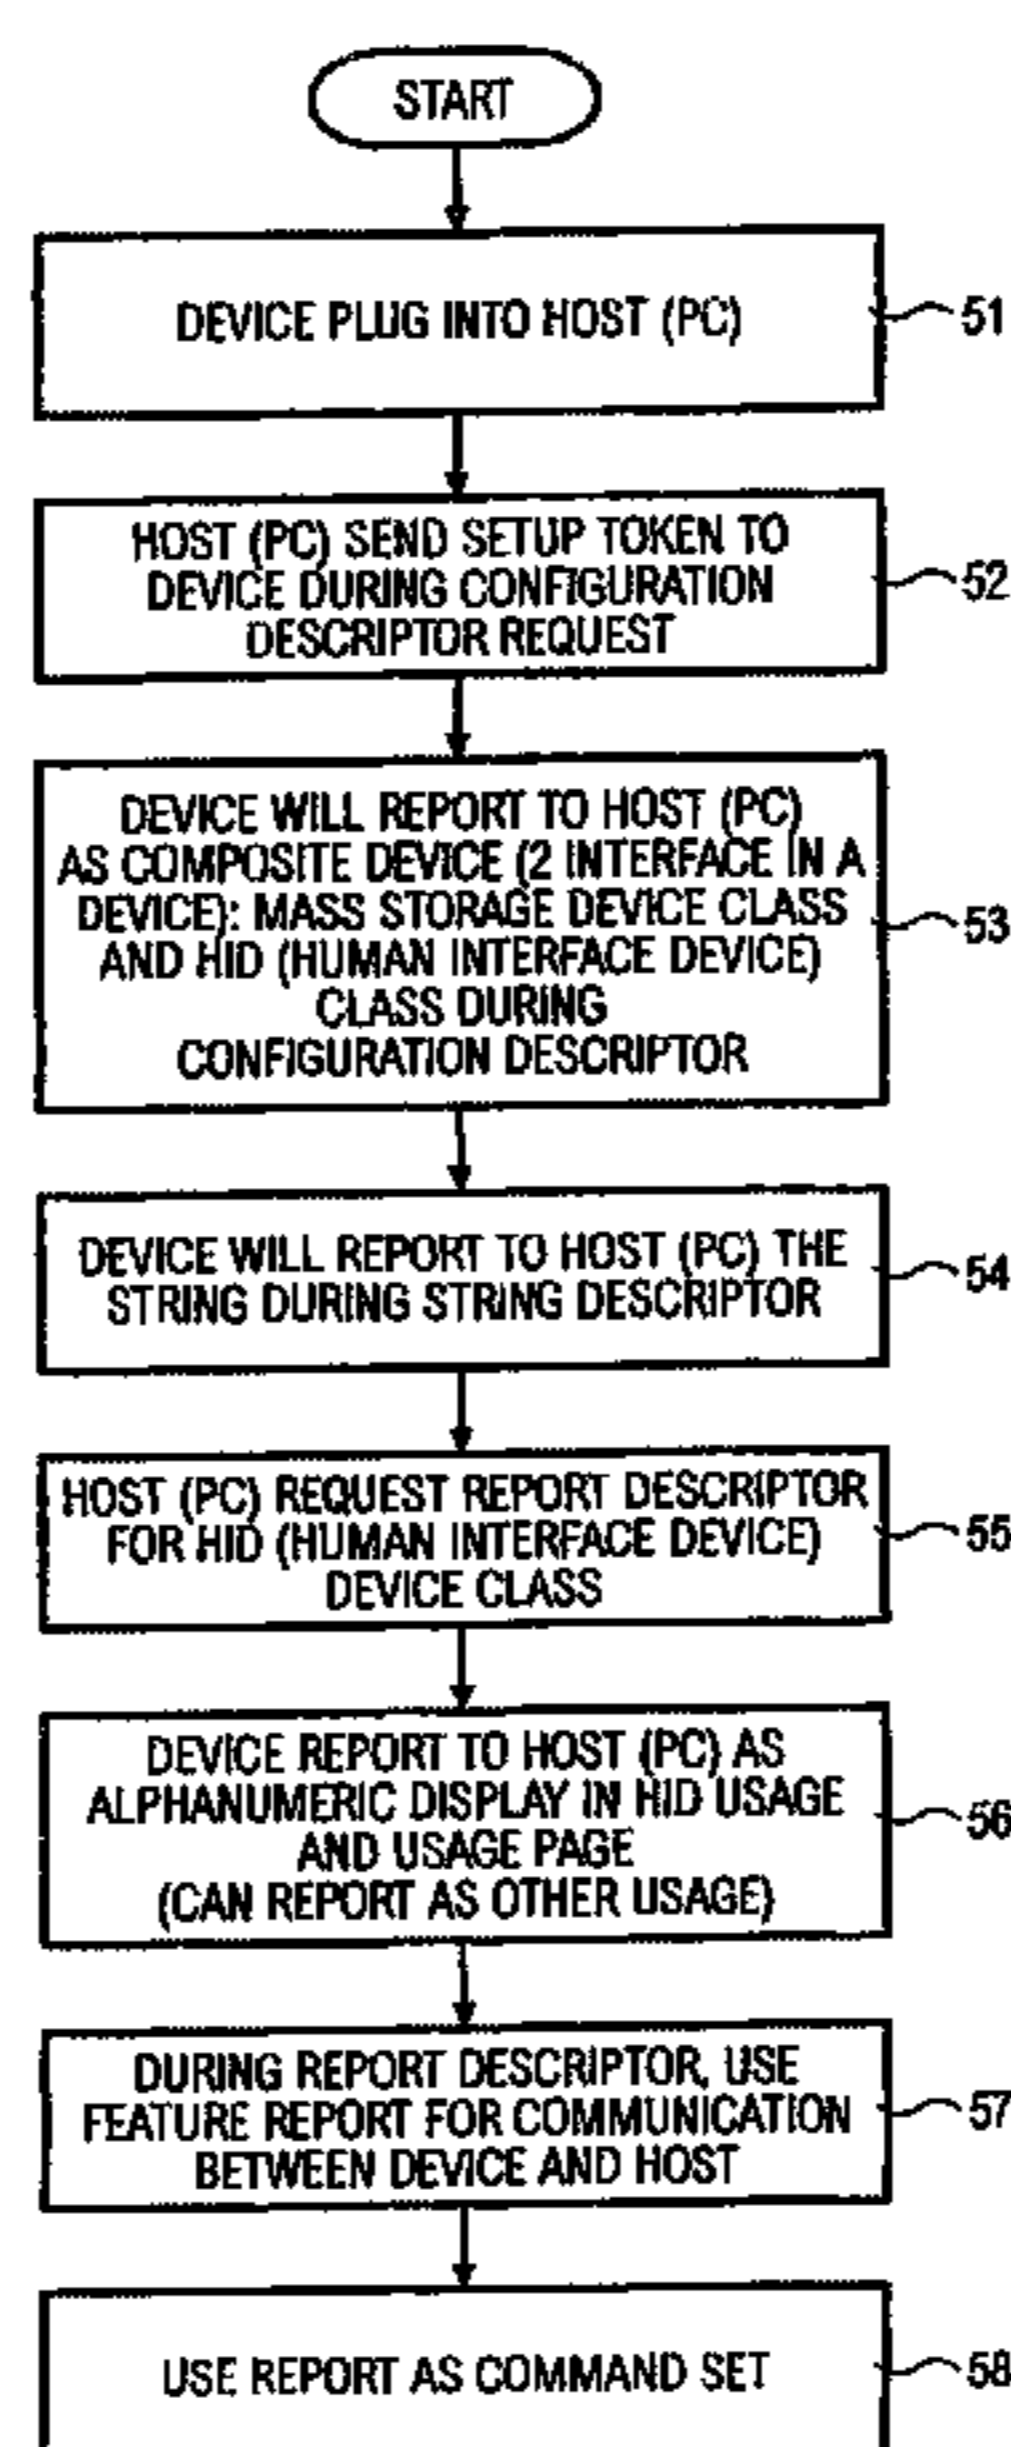 START
DEVICE PLUG INTO HOST (PC)
51
HOST (PC) SEND SETUP TOKEN TO
DEVICE DURING CONFIGURATION
DESCRIPTOR REQUEST
52
DEVICE WILL REPORT TO HOST (PC)
AS COMPOSITE DEVICE (2 INTERFACE IN A
DEVICE): MASS STORAGE DEVICE CLASS
AND HID (HUMAN INTERFACE DEVICE)
CLASS DURING
CONFIGURATION DESCRIPTOR
53
DEVICE WILL REPORT TO HOST (PC) THE
STRING DURING STRING DESCRIPTOR
54
HOST (PC) REQUEST REPORT DESCRIPTOR
FOR HID (HUMAN INTERFACE DEVICE)
DEVICE CLASS
55
DEVICE REPORT TO HOST (PC) AS
ALPHANUMERIC DISPLAY IN HID USAGE
AND USAGE PAGE
(CAN REPORT AS OTHER USAGE)
56
DURING REPORT DESCRIPTOR, USE
FEATURE REPORT FOR COMMUNICATION
BETWEEN DEVICE AND HOST
57
USE REPORT AS COMMAND SET
58